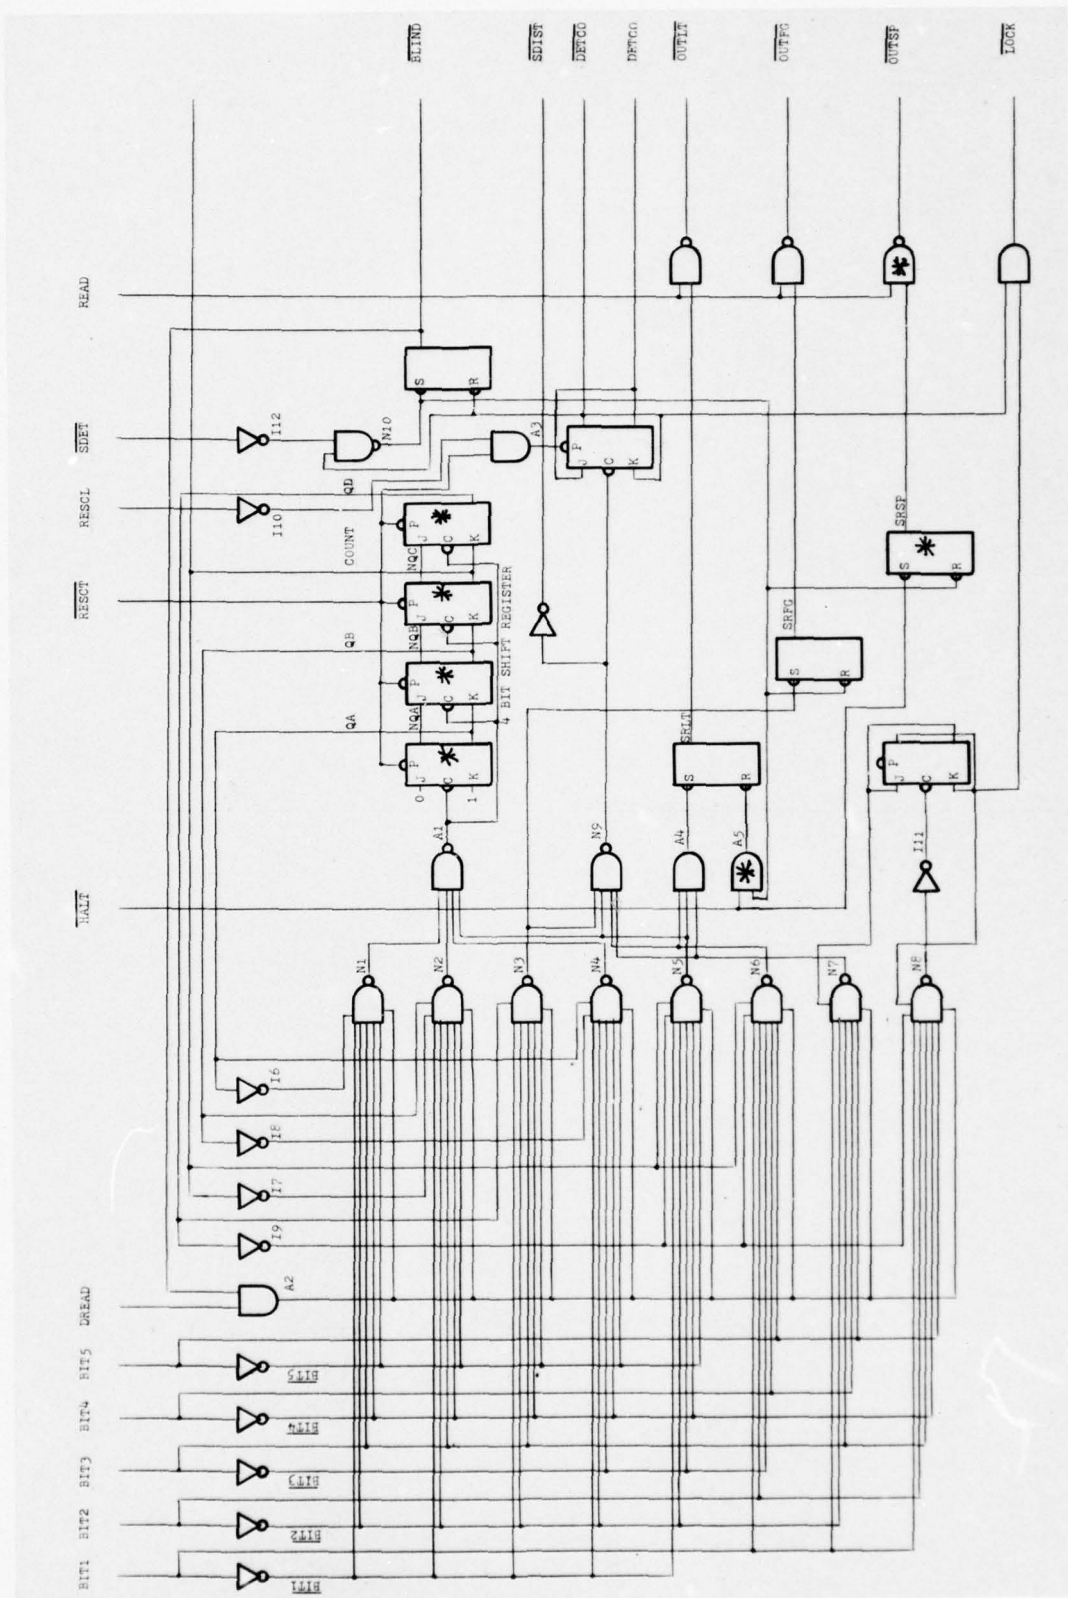 BLIND
SDIST
DETCO
DETCO
OUTLT
OUTFG
OUTSP
LOCK
READ
SDET
RESCL
RESCT
HALT
DREAD
BIT5
BIT4
BIT3
BIT2
BIT1
I12
N10
I10
QD
COUNT
QB
QA
NQC
NQB
NQA
4 BIT SHIFT REGISTER
S
R
A3
J
P
C
K
J
P
C
K
J
P
C
K
J
P
C
K
J
P
C
K
0
1
A1
SRSP
S
R
SRFG
S
R
SRLT
S
R
J
P
C
K
N9
A4
A5
I11
N1
N2
N3
N4
N5
N6
N7
N8
I6
I8
I7
I9
A2
BIT5
BIT4
BIT3
BIT2
BIT1